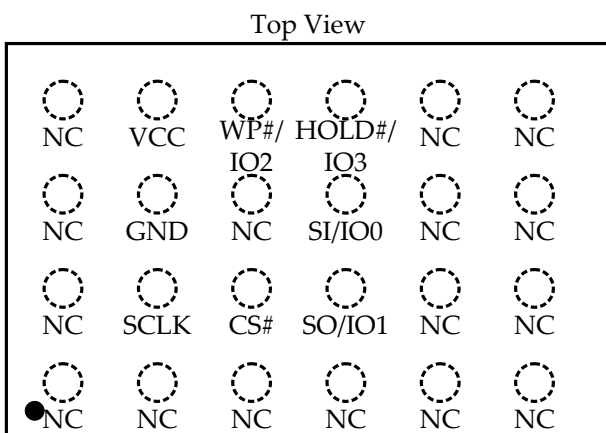 Top View
NC VCC WP#/ HOLD#/ NC NC
IO2 IO3
NC GND NC SI/IO0 NC NC
NC SCLK CS# SO/IO1 NC NC
NC NC NC NC NC NC